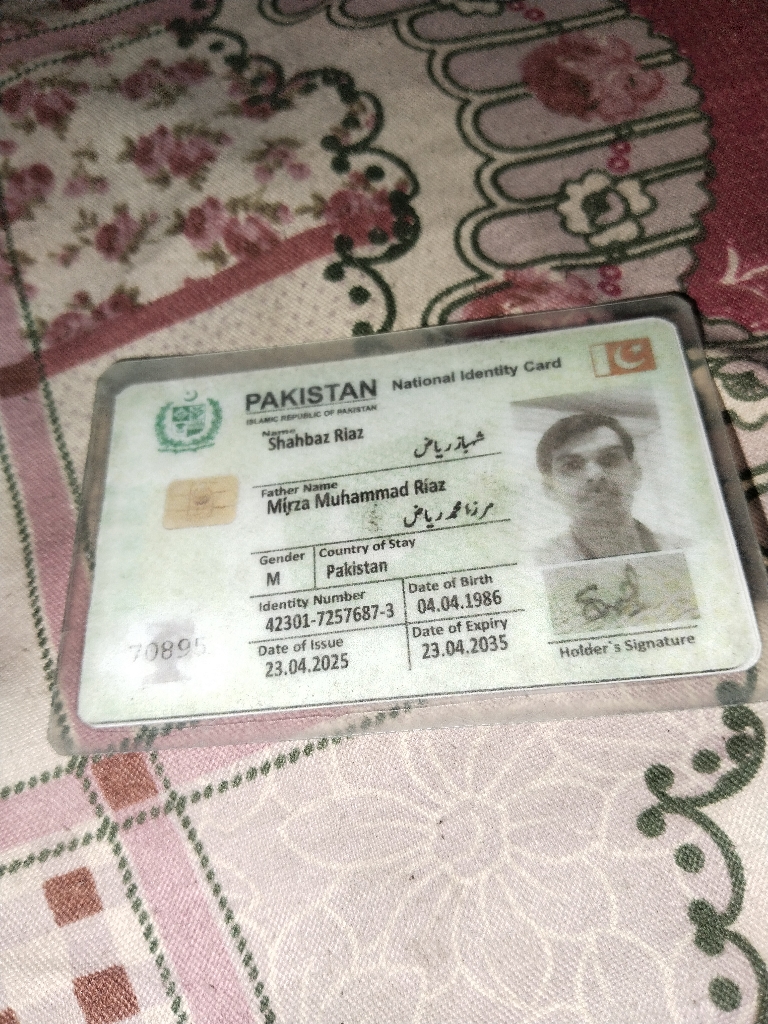 PAKISTAN National Identity Card
ISLAMIC REPUBLIC OF PAKISTAN
Name
Shahbaz Riaz
شہباز ریاض
Father Name
Mirza Muhammad Riaz
مرزا محمد ریاض
Gender Country of Stay
M Pakistan
Identity Number Date of Birth
42301-7257687-3 04.04.1986
Date of Issue Date of Expiry
23.04.2025 23.04.2035
70895
Holder's Signature